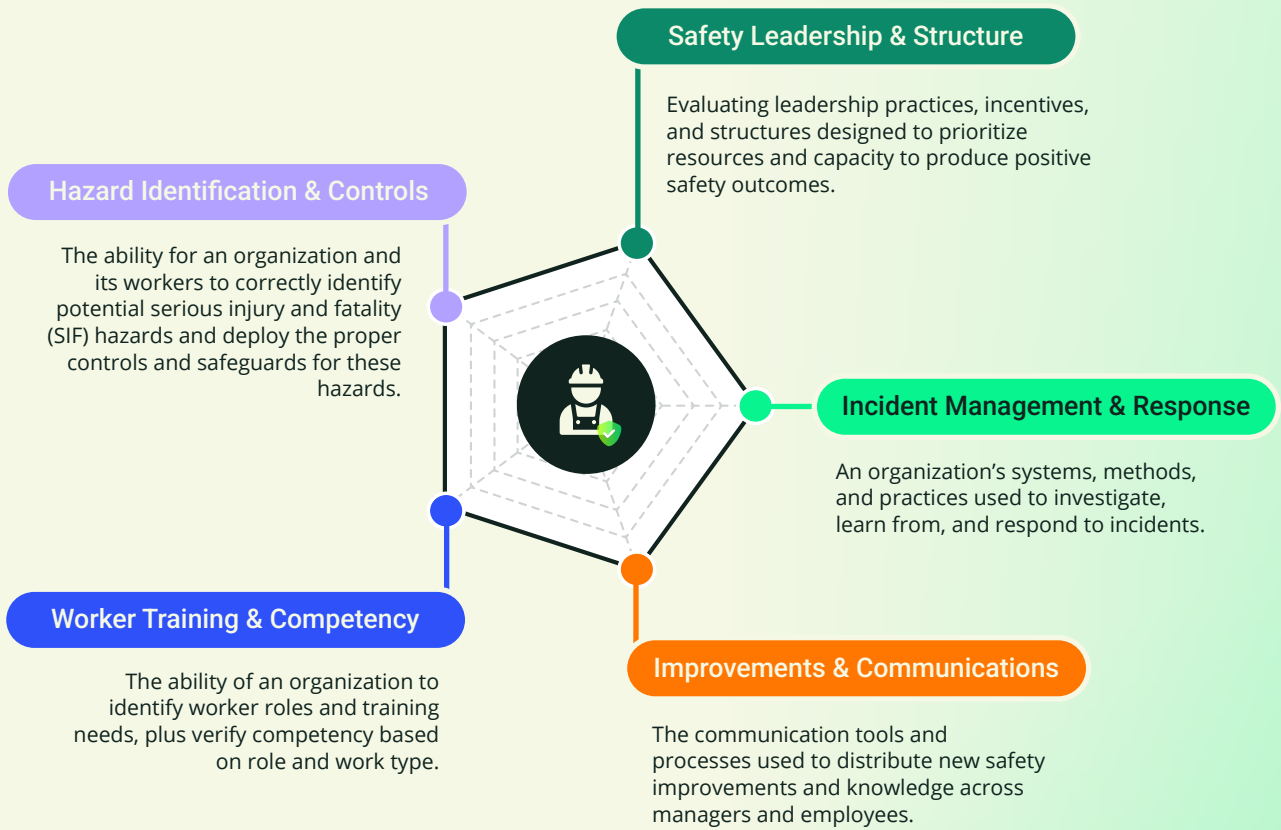 Safety Leadership & Structure
Evaluating leadership practices, incentives,
and structures designed to prioritize
resources and capacity to produce positive
safety outcomes.
Hazard Identification & Controls
The ability for an organization and
its workers to correctly identify
potential serious injury and fatality
(SIF) hazards and deploy the proper
controls and safeguards for these
hazards.
Incident Management & Response
An organization’s systems, methods,
and practices used to investigate,
learn from, and respond to incidents.
Worker Training & Competency
The ability of an organization to
identify worker roles and training
needs, plus verify competency based
on role and work type.
Improvements & Communications
The communication tools and
processes used to distribute new safety
improvements and knowledge across
managers and employees.